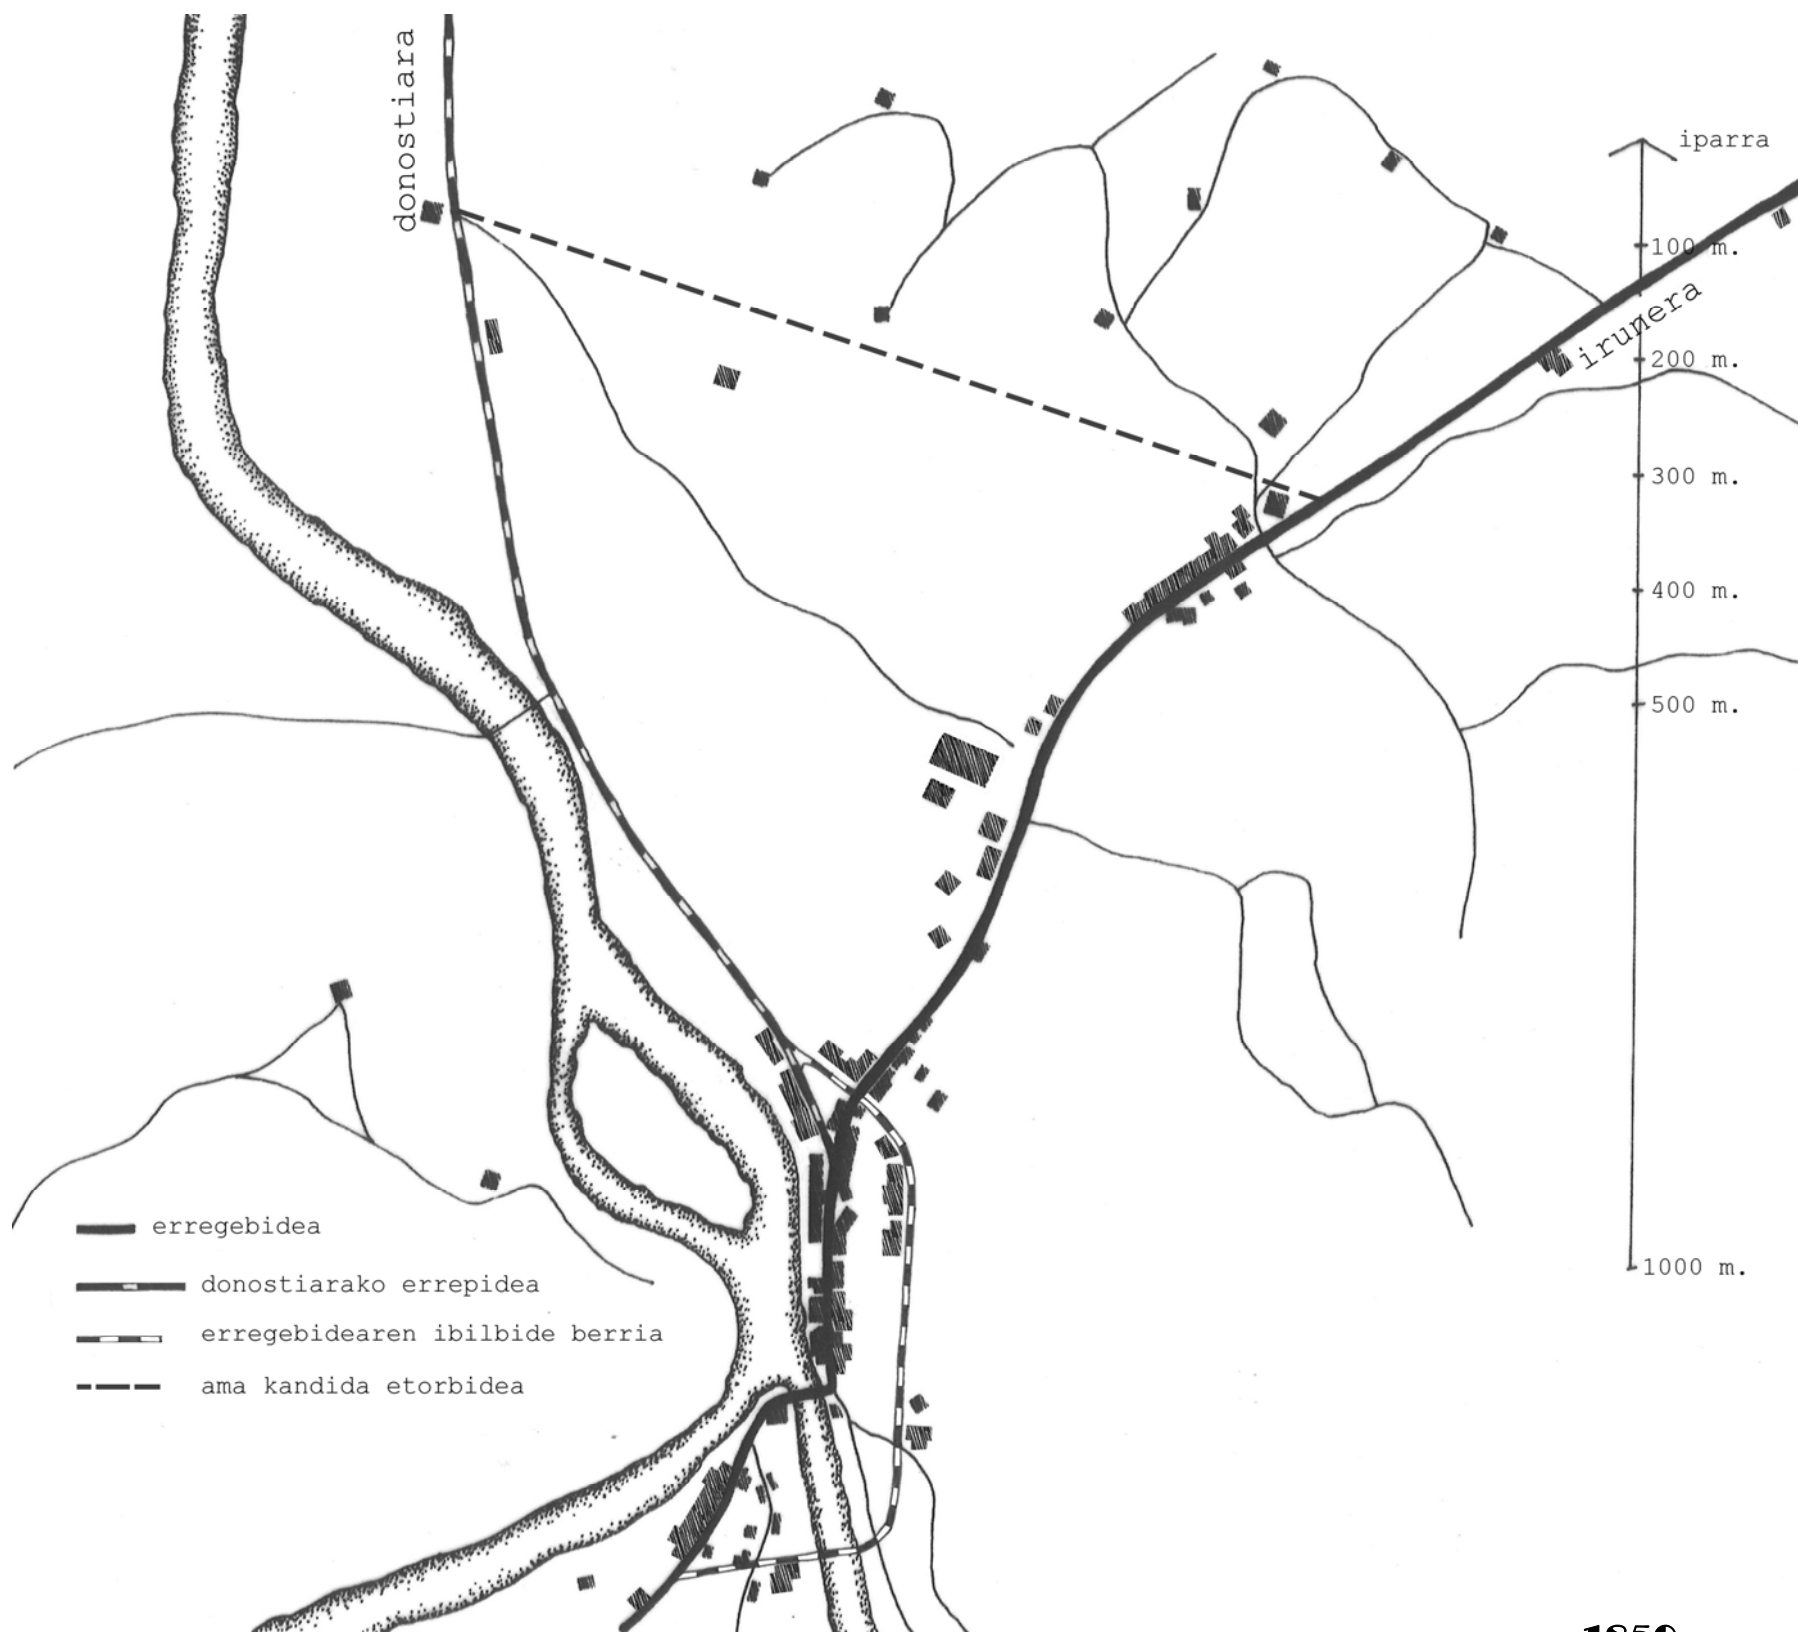 donostiara
iparra
100 m.
irunera
200 m.
300 m.
400 m.
500 m.
1000 m.
erregebidea
donostiarako errepidea
erregebidearen ibilbide berria
ama kandida etorbidea